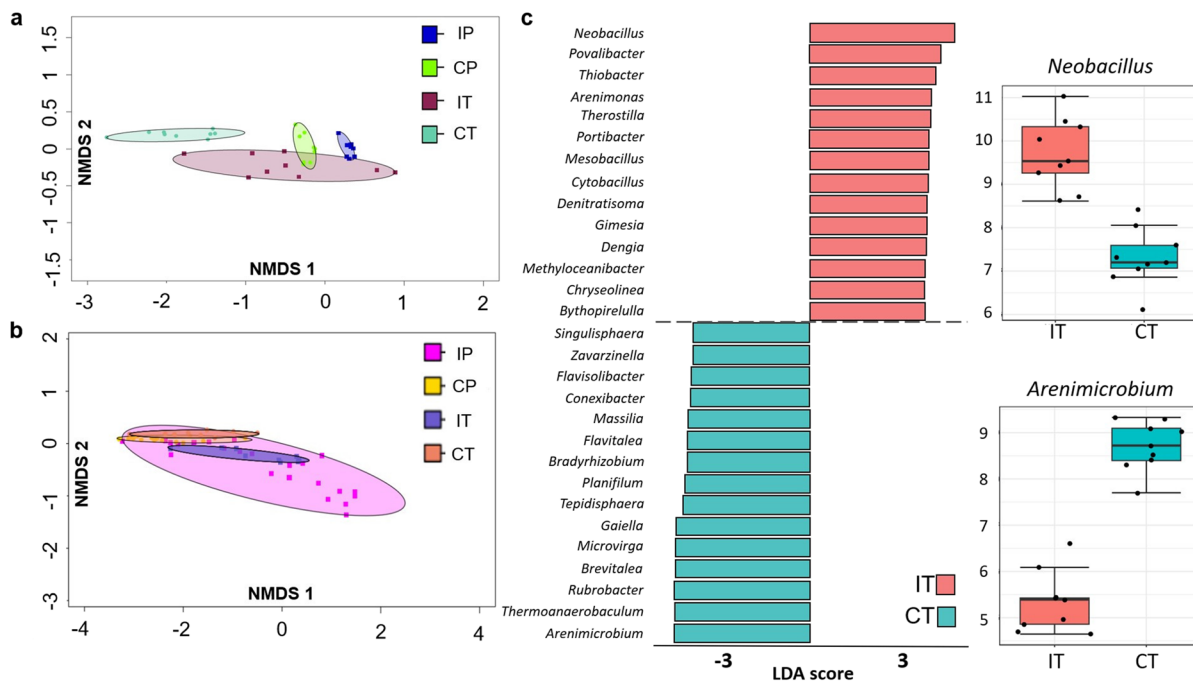 a
IP
CP
IT
CT
NMDS 2
1.5
1
0.5
0
-0.5
-1
-1.5
NMDS 1
-3
-2
-1
0
1
2
b
IP
CP
IT
CT
NMDS 2
2
1
0
-1
-2
-3
NMDS 1
-4
-2
0
2
4
c
Neobacillus
Povalibacter
Thiobacter
Arenimonas
Therostilla
Portibacter
Mesobacillus
Cytobacillus
Denitratisoma
Gimesia
Dengia
Methyloceanibacter
Chryseolinea
Bythopirelulla
Singulisphaera
Zavarzinella
Flavisolibacter
Conexibacter
Massilia
Flavitalea
Bradyrhizobium
Planifilum
Tepidisphaera
Gaiella
Microvirga
Brevitalea
Rubrobacter
Thermoanaerobaculum
Arenimicrobium
IT
CT
-3
3
LDA score
Neobacillus
11
10
9
8
7
6
IT
CT
Arenimicrobium
9
8
7
6
5
IT
CT